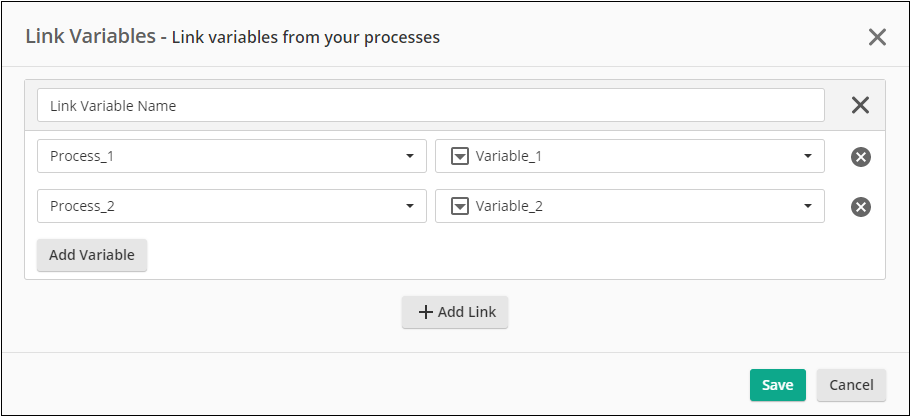 Link Variables - Link variables from your processes
Link Variable Name
Process_1 Variable_1
Process_2 Variable_2
Add Variable
Add Link
Save Cancel